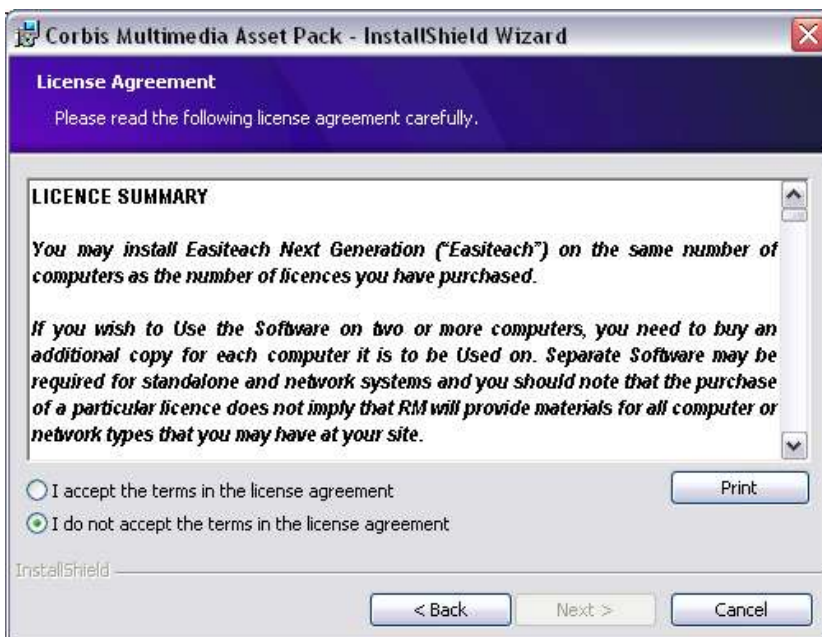 Corbis Multimedia Asset Pack - InstallShield Wizard
License Agreement
Please read the following license agreement carefully.
LICENCE SUMMARY
You may install Easiteach Next Generation ("Easiteach") on the same number of
computers as the number of licences you have purchased.
If you wish to Use the Software on two or more computers, you need to buy an
additional copy for each computer it is to be Used on. Separate Software may be
required for standalone and network systems and you should note that the purchase
of a particular licence does not imply that RM will provide materials for all computer or
network types that you may have at your site.
I accept the terms in the license agreement
Print
I do not accept the terms in the license agreement
InstallShield
< Back
Next >
Cancel